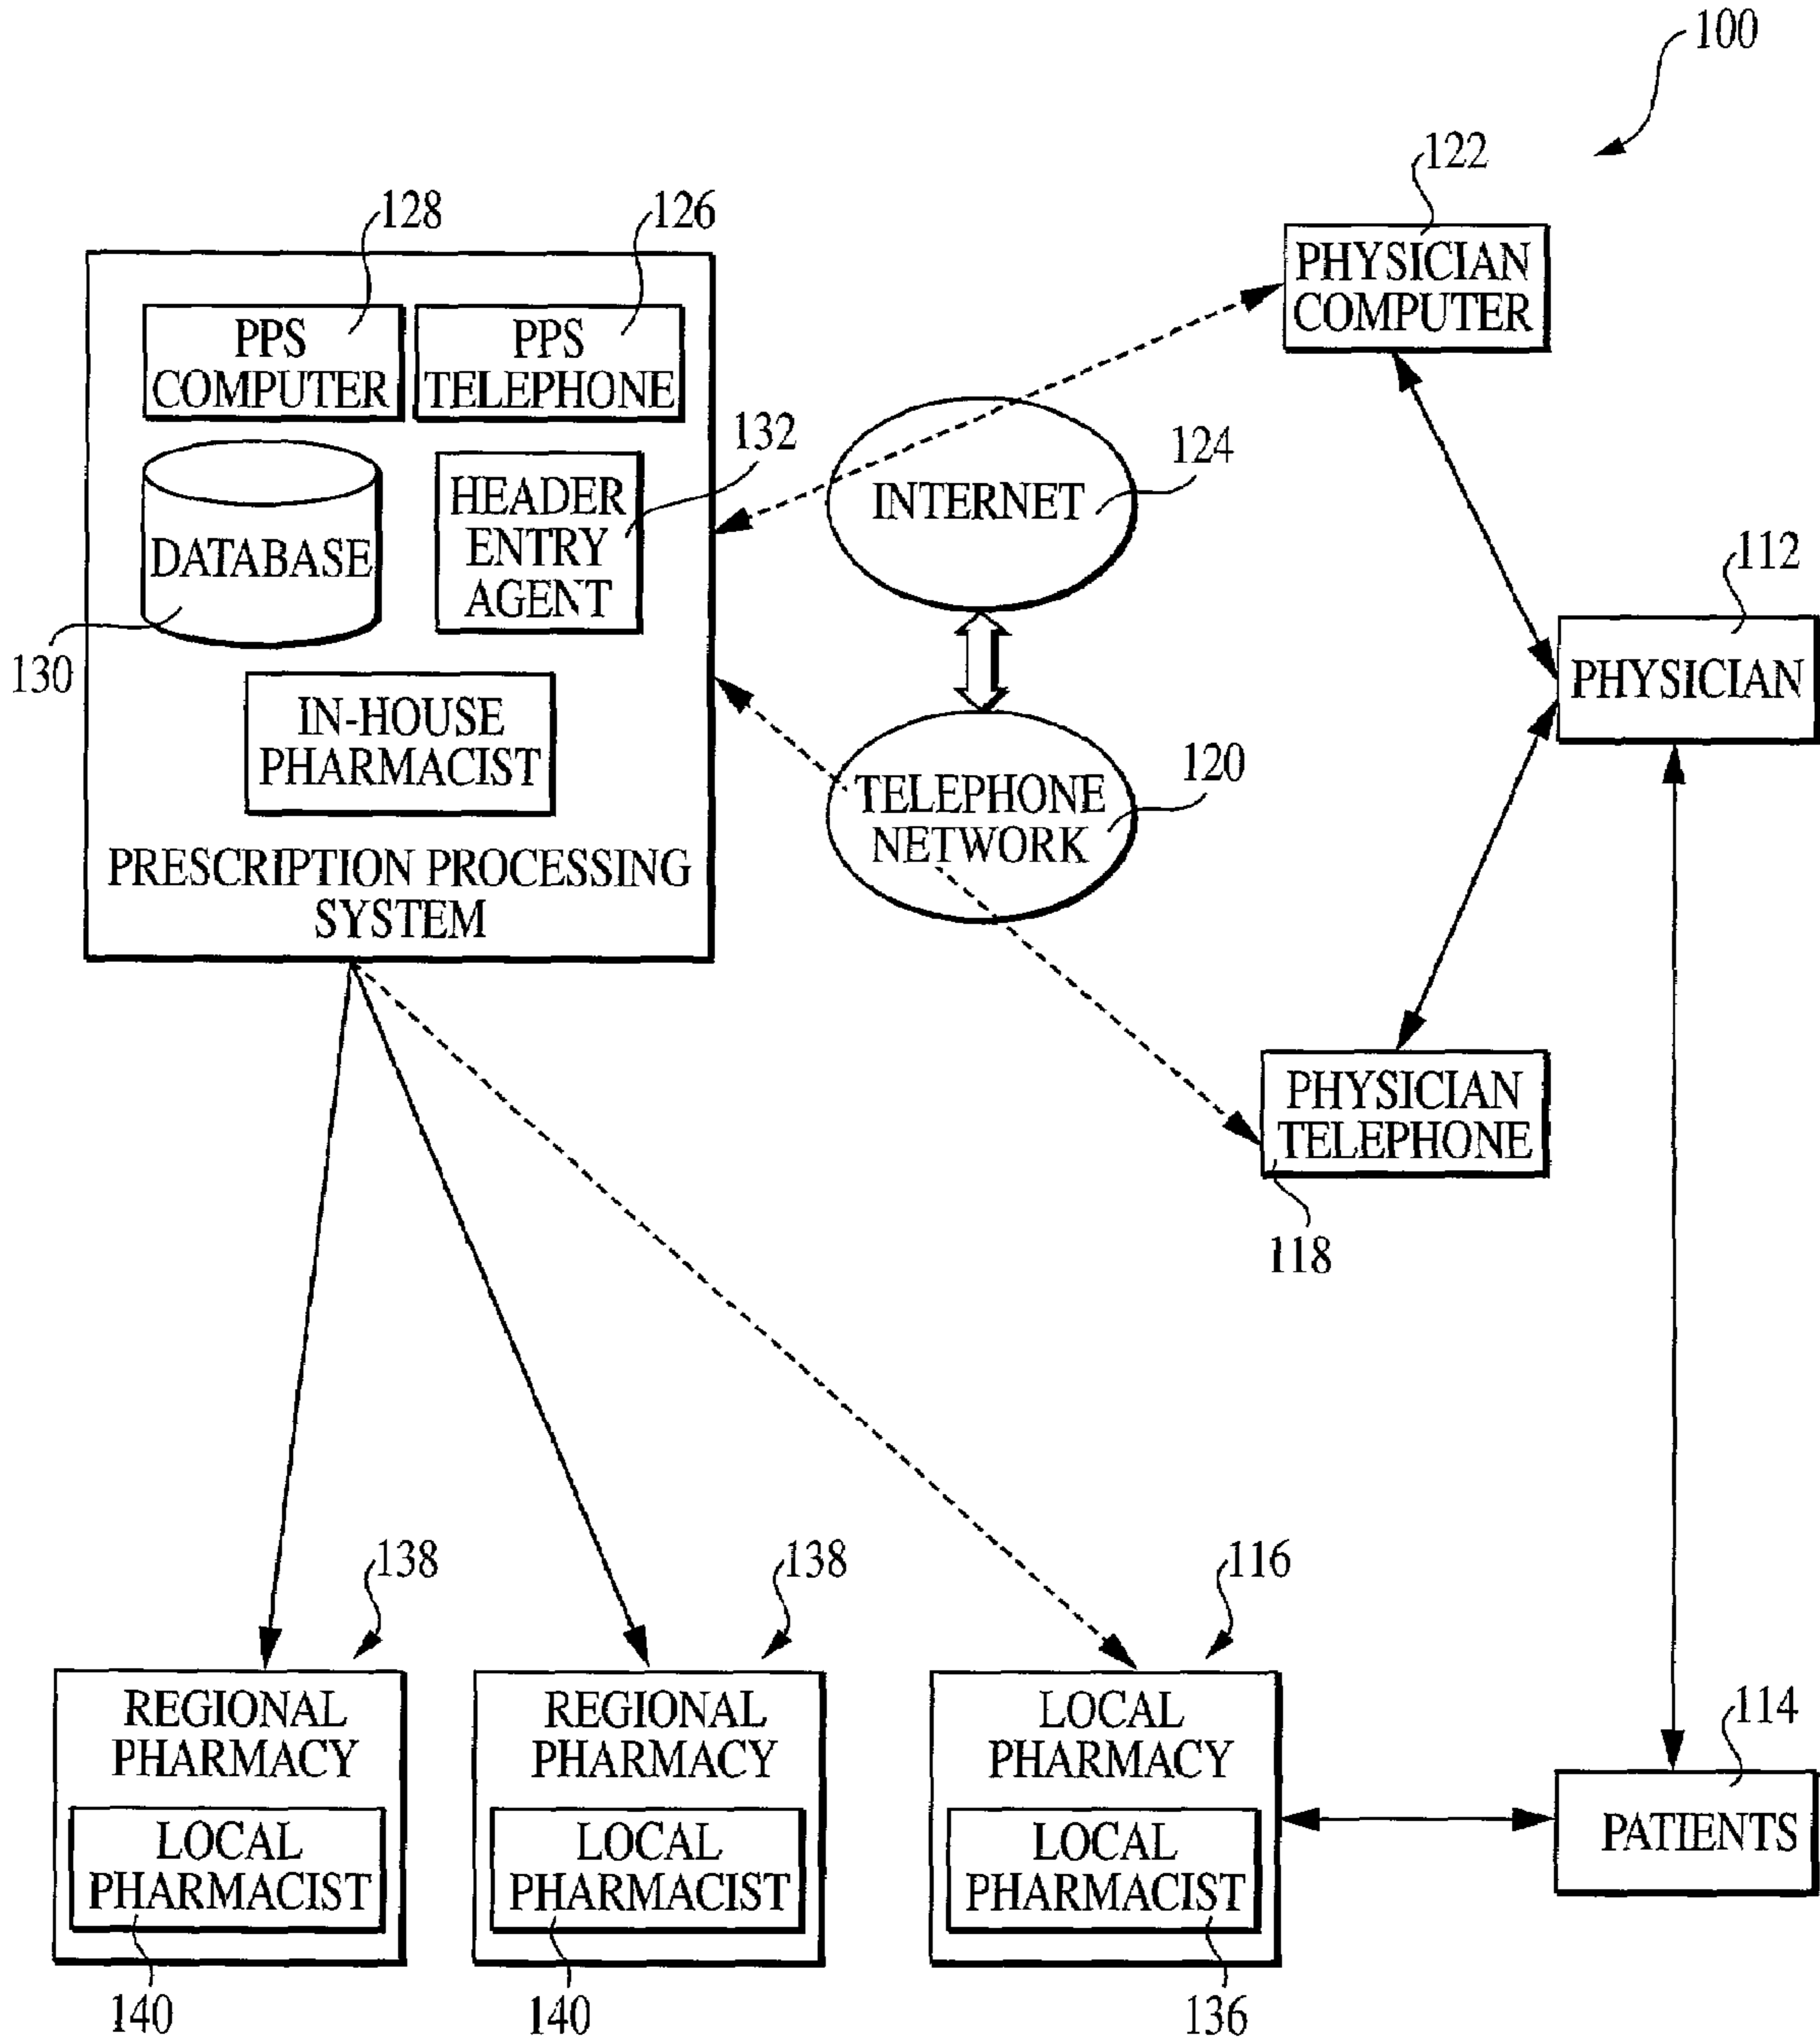 100
122
PHYSICIAN
COMPUTER
128
126
PPS
COMPUTER
PPS
TELEPHONE
132
DATABASE
HEADER
ENTRY
AGENT
130
IN-HOUSE
PHARMACIST
PRESCRIPTION PROCESSING
SYSTEM
INTERNET
124
TELEPHONE
NETWORK
120
112
PHYSICIAN
PHYSICIAN
TELEPHONE
118
138
REGIONAL
PHARMACY
LOCAL
PHARMACIST
140
138
REGIONAL
PHARMACY
LOCAL
PHARMACIST
140
116
LOCAL
PHARMACY
LOCAL
PHARMACIST
136
114
PATIENTS